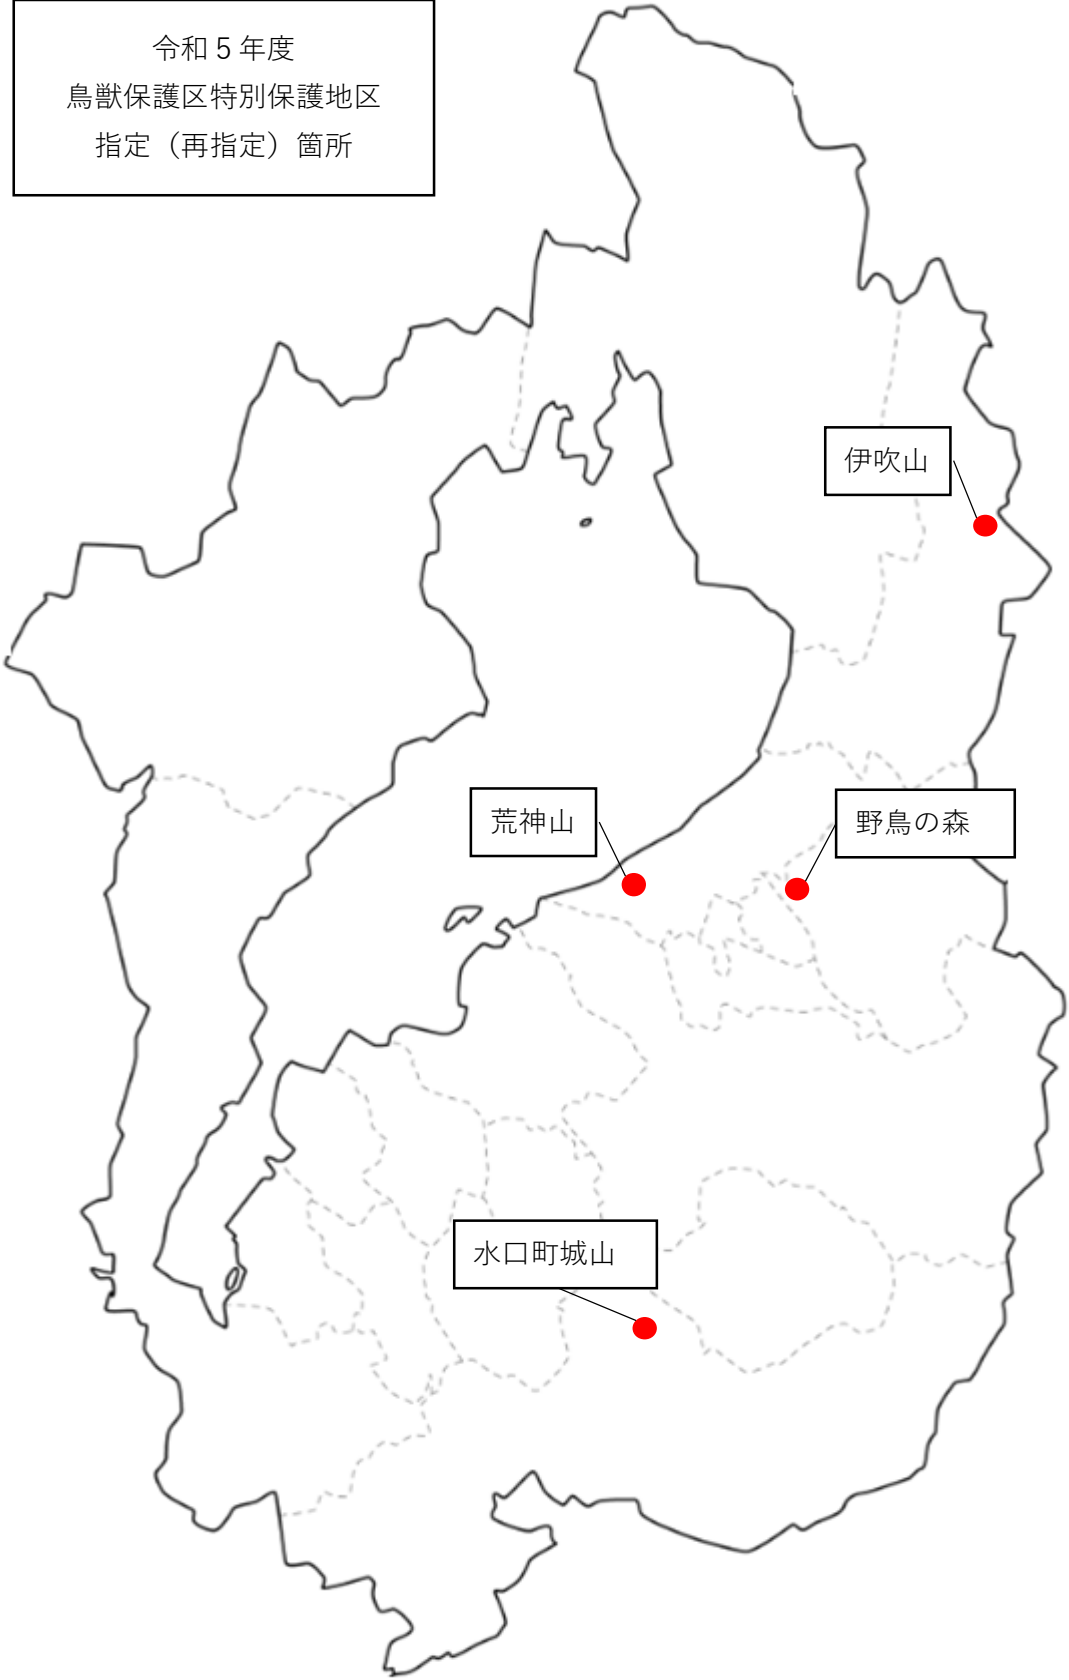 令和５年度
鳥獣保護区特別保護地区
指定（再指定）箇所
伊吹山
荒神山
野鳥の森
水口町城山